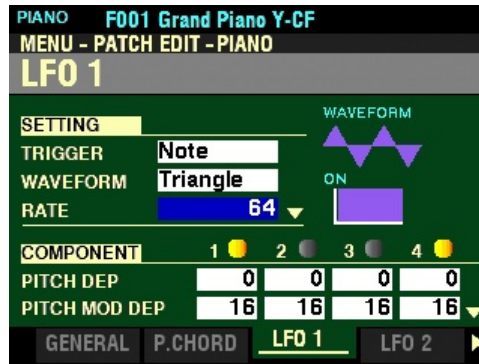 PIANO F001 Grand Piano Y-CF
MENU - PATCH EDIT - PIANO
LFO 1
WAVEFORM
SETTING
TRIGGER Note
WAVEFORM Triangle
ON
RATE 64
COMPONENT 1 2 3 4
PITCH DEP 0 0 0 0
PITCH MOD DEP 16 16 16 16
GENERAL P.CHORD LFO 1 LFO 2